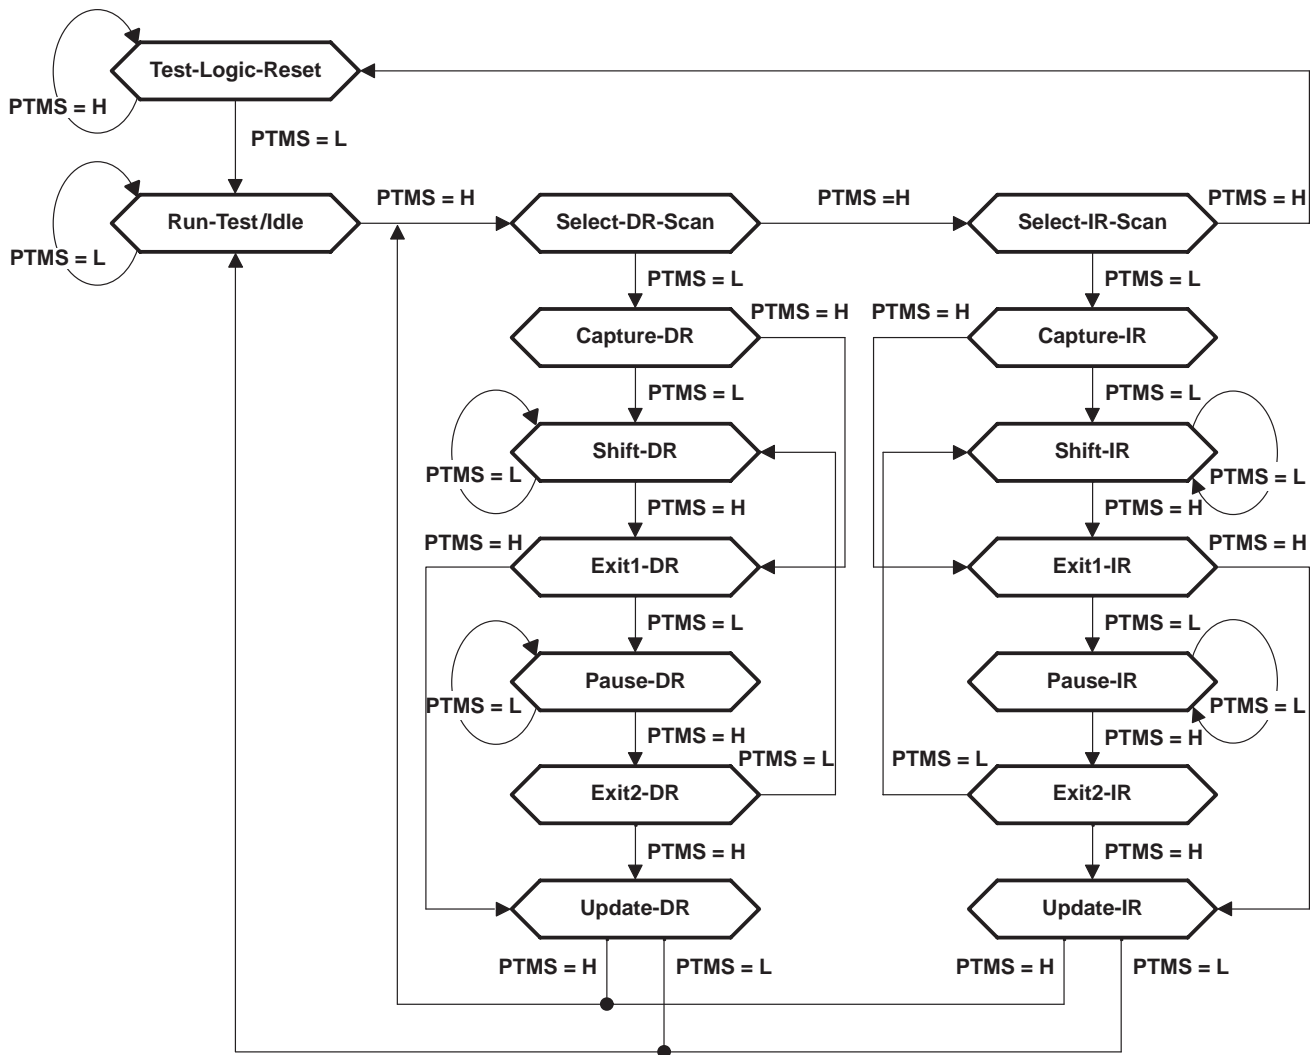 Test-Logic-Reset
PTMS = H
PTMS = L
Run-Test/Idle
PTMS = L
PTMS = H
Select-DR-Scan
PTMS =H
Select-IR-Scan
PTMS = H
PTMS = L
PTMS = L
Capture-DR
PTMS = H
PTMS = H
Capture-IR
PTMS = L
PTMS = L
Shift-DR
Shift-IR
PTMS = L
PTMS = L
PTMS = H
PTMS = H
PTMS = H
Exit1-DR
Exit1-IR
PTMS = H
PTMS = L
PTMS = L
Pause-DR
Pause-IR
PTMS = L
PTMS = L
PTMS = H
PTMS = H
Exit2-DR
PTMS = L
PTMS = L
Exit2-IR
PTMS = H
PTMS = H
Update-DR
Update-IR
PTMS = H
PTMS = L
PTMS = H
PTMS = L